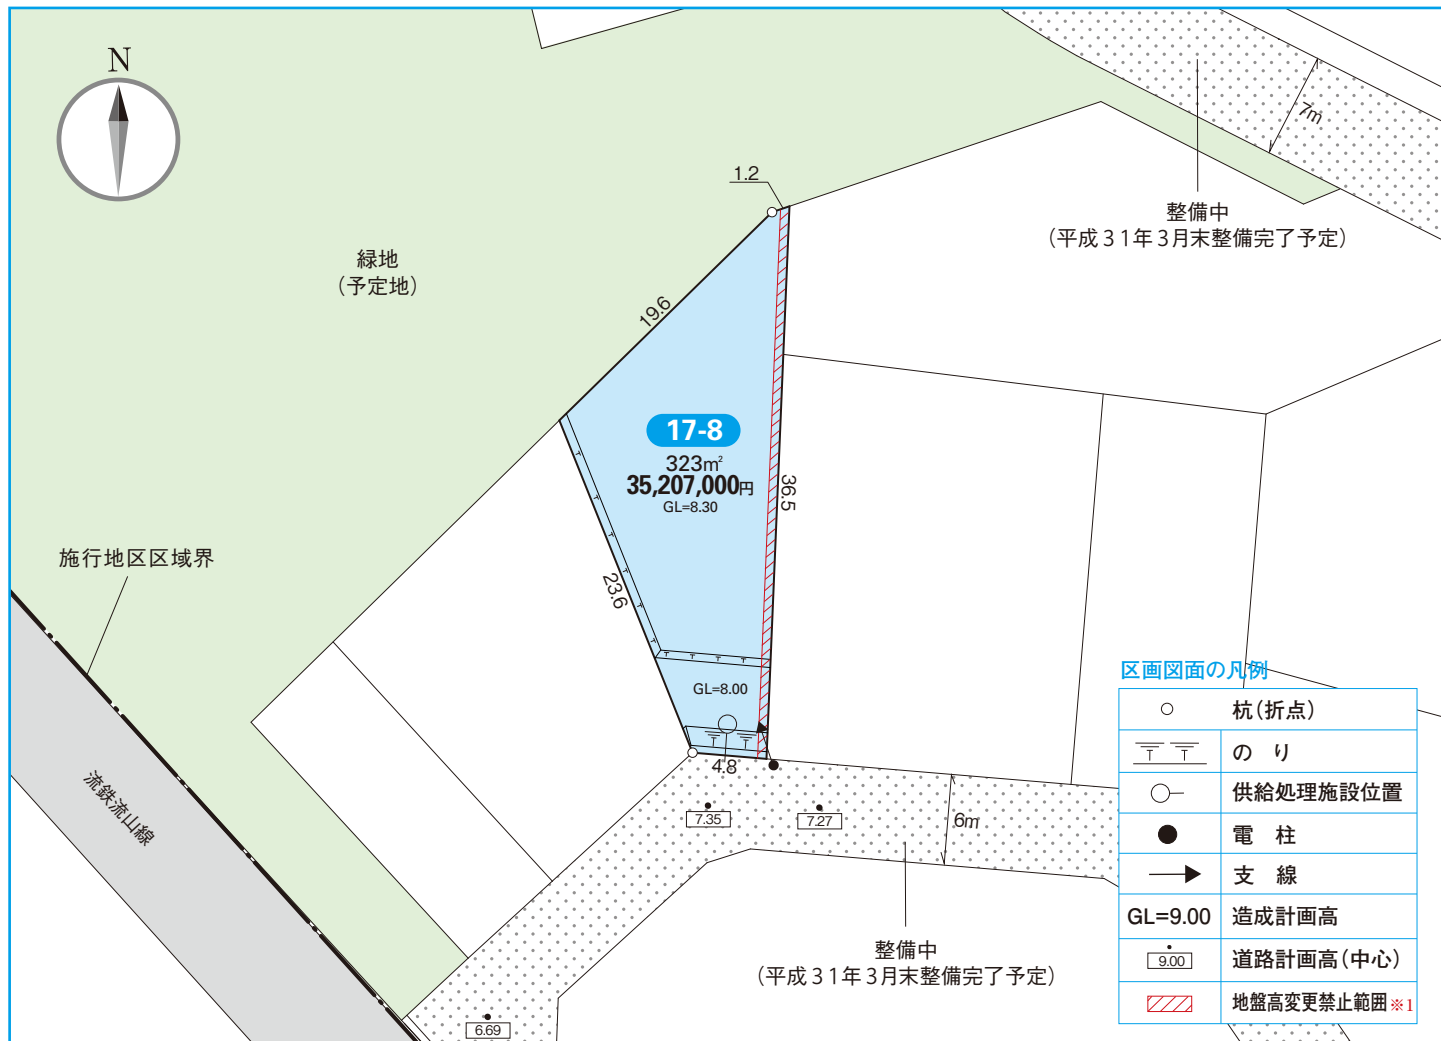 N
7m
1.2
整備中
(平成31年3月末整備完了予定)
緑地
(予定地)
19.6
17-8
323m²
35,207,000円
GL=8.30
36.5
施行地区区域界
23.6
GL=8.00
4.8
7.35
7.27
6m
流鉄流山線
整備中
(平成31年3月末整備完了予定)
6.69
区画図面の凡例
杭(折点)
のり
供給処理施設位置
電柱
支線
GL=9.00 造成計画高
9.00 道路計画高(中心)
地盤高変更禁止範囲※1